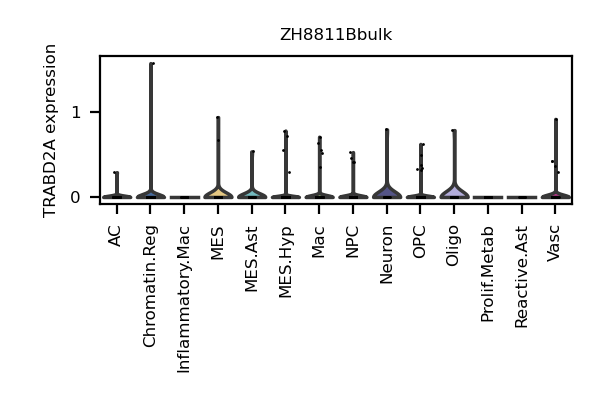 ZH8811Bbulk
TRABD2A expression
1
0
AC
Chromatin.Reg
Inflammatory.Mac
MES
MES.Ast
MES.Hyp
Mac
NPC
Neuron
OPC
Oligo
Prolif.Metab
Reactive.Ast
Vasc